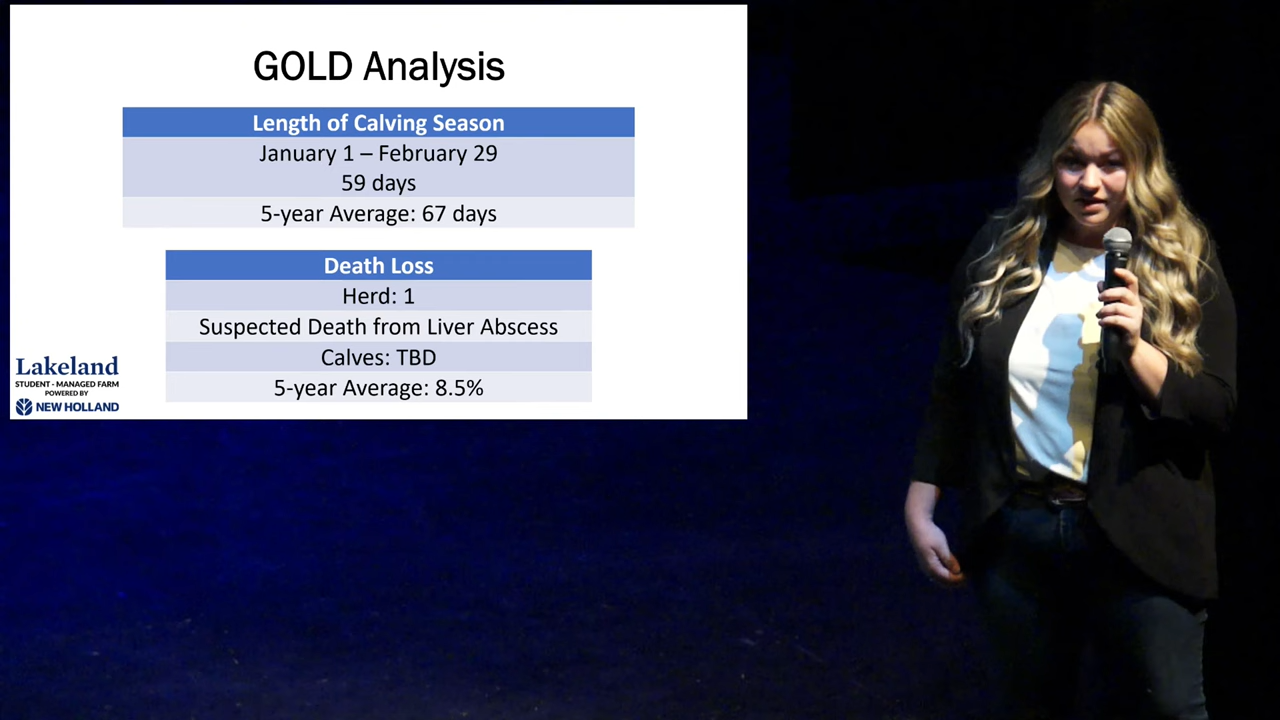 GOLD Analysis
Length of Calving Season
January 1 – February 29
59 days
5-year Average: 67 days
Death Loss
Herd: 1
Suspected Death from Liver Abscess
Calves: TBD
5-year Average: 8.5%
Lakeland
STUDENT - MANAGED FARM
POWERED BY
NEW HOLLAND